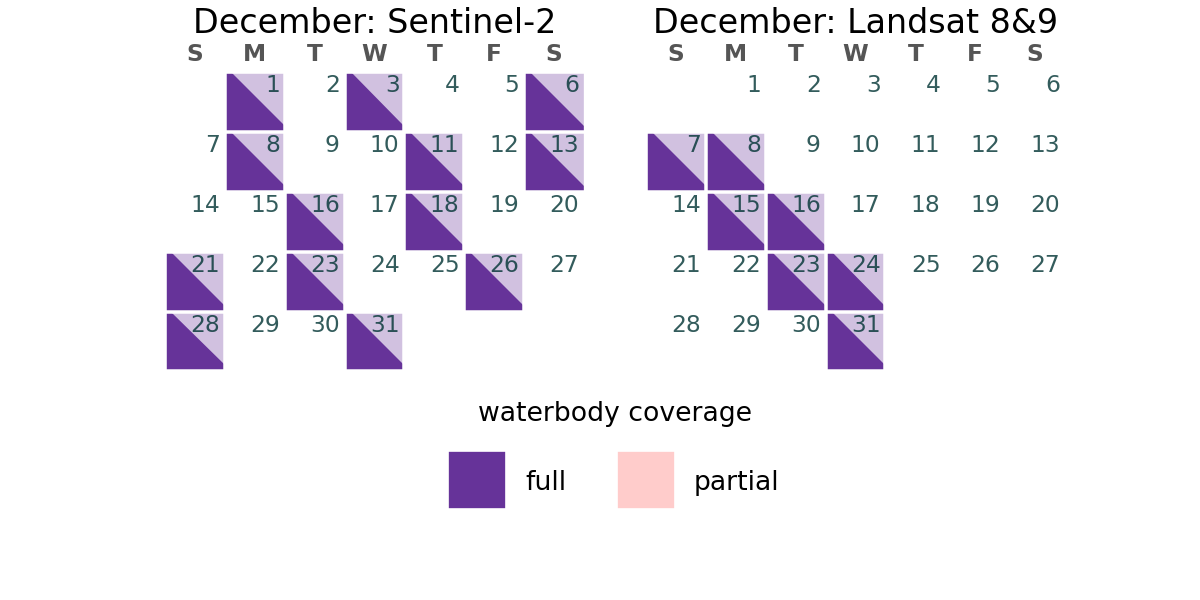 December: Sentinel-2
S M T W T F S
1 2 3 4 5 6
7 8 9 10 11 12 13
14 15 16 17 18 19 20
21 22 23 24 25 26 27
28 29 30 31
December: Landsat 8&9
S M T W T F S
1 2 3 4 5 6
7 8 9 10 11 12 13
14 15 16 17 18 19 20
21 22 23 24 25 26 27
28 29 30 31
waterbody coverage
full
partial